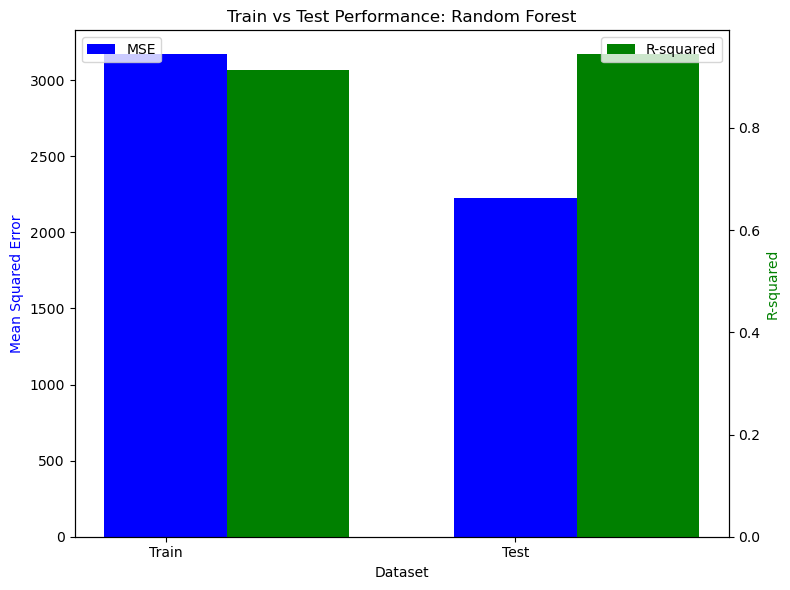 Train vs Test Performance: Random Forest
MSE
R-squared
3000
2500
2000
1500
1000
500
0
Mean Squared Error
0.8
0.6
0.4
0.2
0.0
R-squared
Train
Test
Dataset